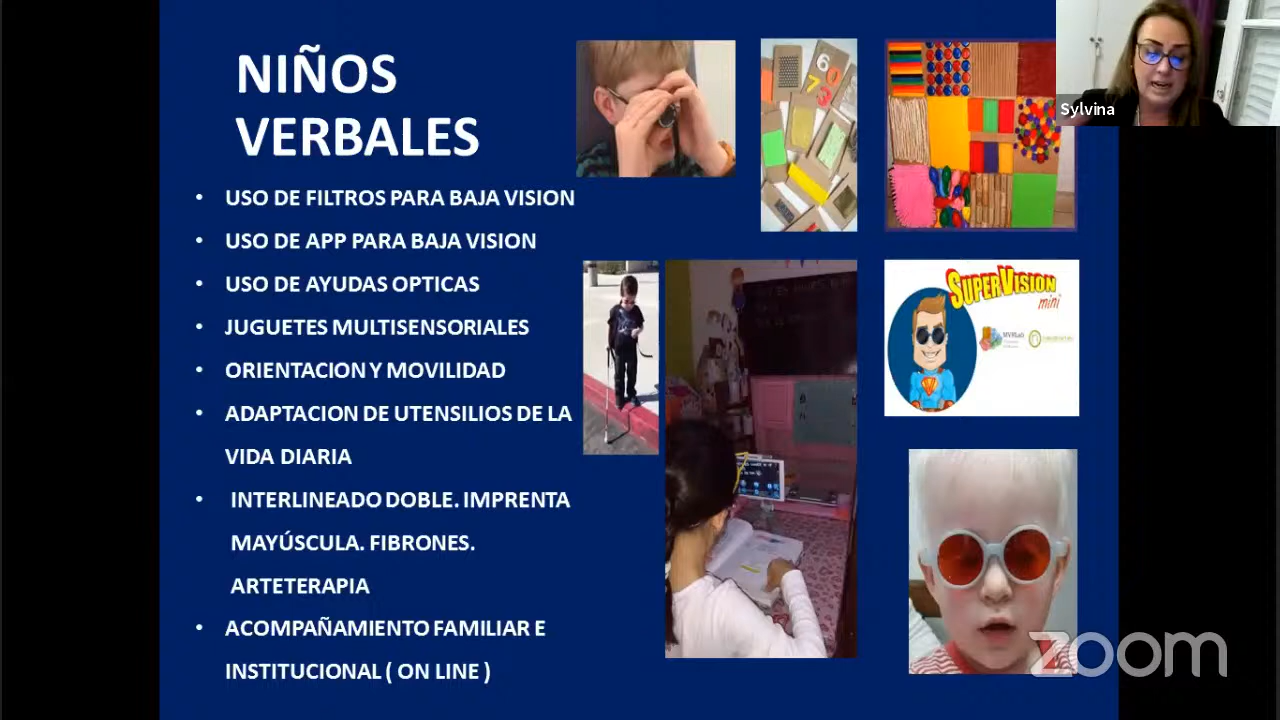 NIÑOS
VERBALES
• USO DE FILTROS PARA BAJA VISION
• USO DE APP PARA BAJA VISION
• USO DE AYUDAS OPTICAS
• JUGUETES MULTISENSORIALES
• ORIENTACION Y MOVILIDAD
• ADAPTACION DE UTENSILIOS DE LA
VIDA DIARIA
• INTERLINEADO DOBLE. IMPRENTA
MAYÚSCULA. FIBRONES.
ARTETERAPIA
• ACOMPAÑAMIENTO FAMILIAR E
INSTITUCIONAL ( ON LINE )
Sylvina
SUPERVISION
mini
zoom